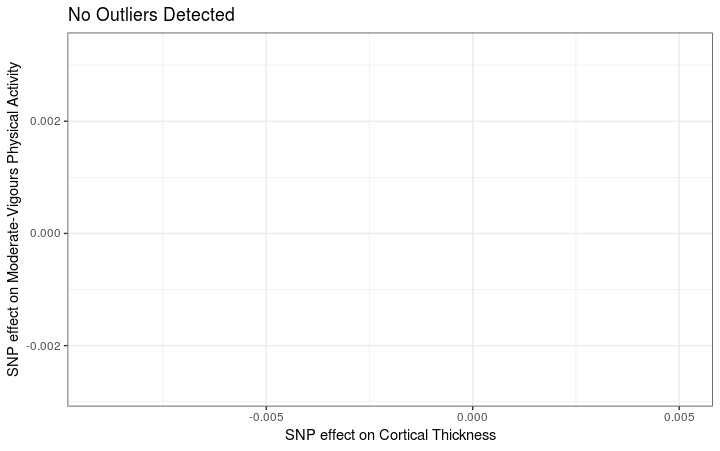 No Outliers Detected
SNP effect on Moderate-Vigours Physical Activity
0.002
0.000
-0.002
-0.005
0.000
0.005
SNP effect on Cortical Thickness